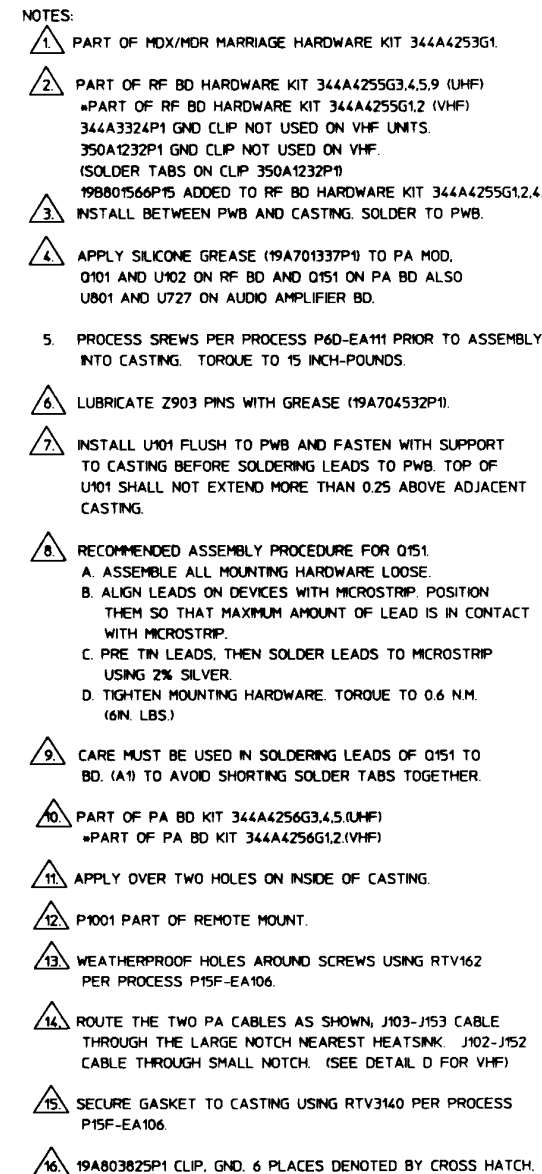 NOTES:
1. PART OF MDX/MDR MARRIAGE HARDWARE KIT 344A4253G1.
2. PART OF RF BD HARDWARE KIT 344A4255G3,4,5,9 (UHF)
*PART OF RF BD HARDWARE KIT 344A4255G1,2 (VHF)
344A3324P1 GND CLIP NOT USED ON VHF UNITS.
350A1232P1 GND CLIP NOT USED ON VHF.
(SOLDER TABS ON CLIP 350A1232P1)
19B801566P15 ADDED TO RF BD HARDWARE KIT 344A4255G1,2,4.
3. INSTALL BETWEEN PWB AND CASTING. SOLDER TO PWB.
4. APPLY SILICONE GREASE (19A701337P1) TO PA MOD,
Q101 AND U102 ON RF BD AND Q151 ON PA BD ALSO
U801 AND U727 ON AUDIO AMPLIFIER BD.
5. PROCESS SREWS PER PROCESS P6D-EA111 PRIOR TO ASSEMBLY
INTO CASTING. TORQUE TO 15 INCH-POUNDS.
6. LUBRICATE Z903 PINS WITH GREASE (19A704532P1).
7. INSTALL U101 FLUSH TO PWB AND FASTEN WITH SUPPORT
TO CASTING BEFORE SOLDERING LEADS TO PWB. TOP OF
U101 SHALL NOT EXTEND MORE THAN 0.25 ABOVE ADJACENT
CASTING.
8. RECOMMENDED ASSEMBLY PROCEDURE FOR Q151.
A. ASSEMBLE ALL MOUNTING HARDWARE LOOSE.
B. ALIGN LEADS ON DEVICES WITH MICROSTRIP. POSITION
THEM SO THAT MAXIMUM AMOUNT OF LEAD IS IN CONTACT
WITH MICROSTRIP.
C. PRE TIN LEADS, THEN SOLDER LEADS TO MICROSTRIP
USING 2% SILVER.
D. TIGHTEN MOUNTING HARDWARE. TORQUE TO 0.6 N.M.
(6IN. LBS.)
9. CARE MUST BE USED IN SOLDERING LEADS OF Q151 TO
BD. (A1) TO AVOID SHORTING SOLDER TABS TOGETHER.
10. PART OF PA BD KIT 344A4256G3,4,5.(UHF)
*PART OF PA BD KIT 344A4256G1,2.(VHF)
11. APPLY OVER TWO HOLES ON INSIDE OF CASTING.
12. P1001 PART OF REMOTE MOUNT.
13. WEATHERPROOF HOLES AROUND SCREWS USING RTV162
PER PROCESS P15F-EA106.
14. ROUTE THE TWO PA CABLES AS SHOWN; J103-J153 CABLE
THROUGH THE LARGE NOTCH NEAREST HEATSINK. J102-J152
CABLE THROUGH SMALL NOTCH. (SEE DETAIL D FOR VHF)
15. SECURE GASKET TO CASTING USING RTV3140 PER PROCESS
P15F-EA106.
16. 19A803825P1 CLIP, GND. 6 PLACES DENOTED BY CROSS HATCH.